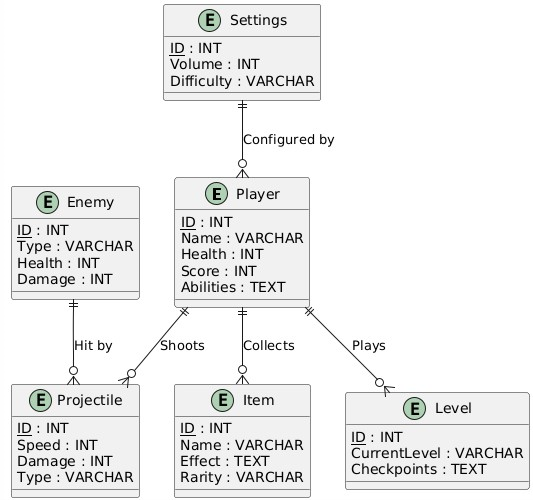 E Settings
ID : INT
Volume : INT
Difficulty : VARCHAR
Configured by
E Enemy
ID : INT
Type : VARCHAR
Health : INT
Damage : INT
E Player
ID : INT
Name : VARCHAR
Health : INT
Score : INT
Abilities : TEXT
Hit by
Shoots
Collects
Plays
E Projectile
ID : INT
Speed : INT
Damage : INT
Type : VARCHAR
E Item
ID : INT
Name : VARCHAR
Effect : TEXT
Rarity : VARCHAR
E Level
ID : INT
CurrentLevel : VARCHAR
Checkpoints : TEXT